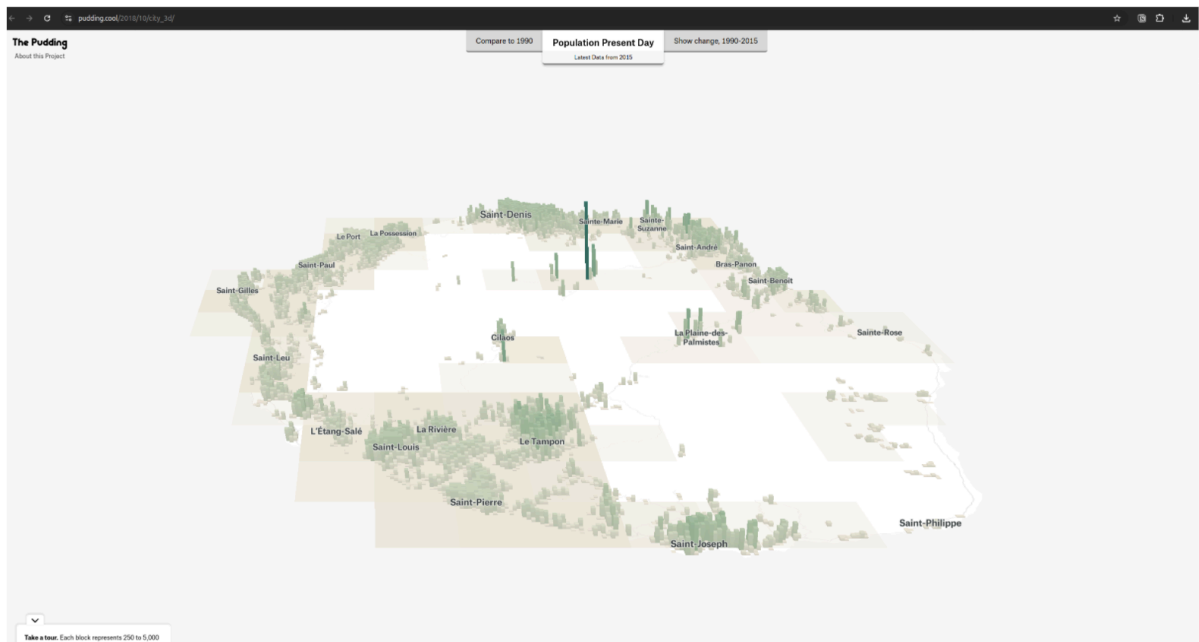 pudding.cool/2018/10/city_3d/
The Pudding
About this Project
Compare to 1990
Population Present Day
Latest Data from 2015
Show change, 1990-2015
Saint-Denis
Sainte-Marie
Sainte-
Suzanne
Le Port
La Possession
Saint-André
Saint-Paul
Bras-Panon
Saint-Benoît
Saint-Gilles
Cilaos
La Plaine-des-
Palmistes
Sainte-Rose
Saint-Leu
L'Étang-Salé
La Rivière
Saint-Louis
Le Tampon
Saint-Pierre
Saint-Philippe
Saint-Joseph
Take a tour. Each block represents 250 to 5,000